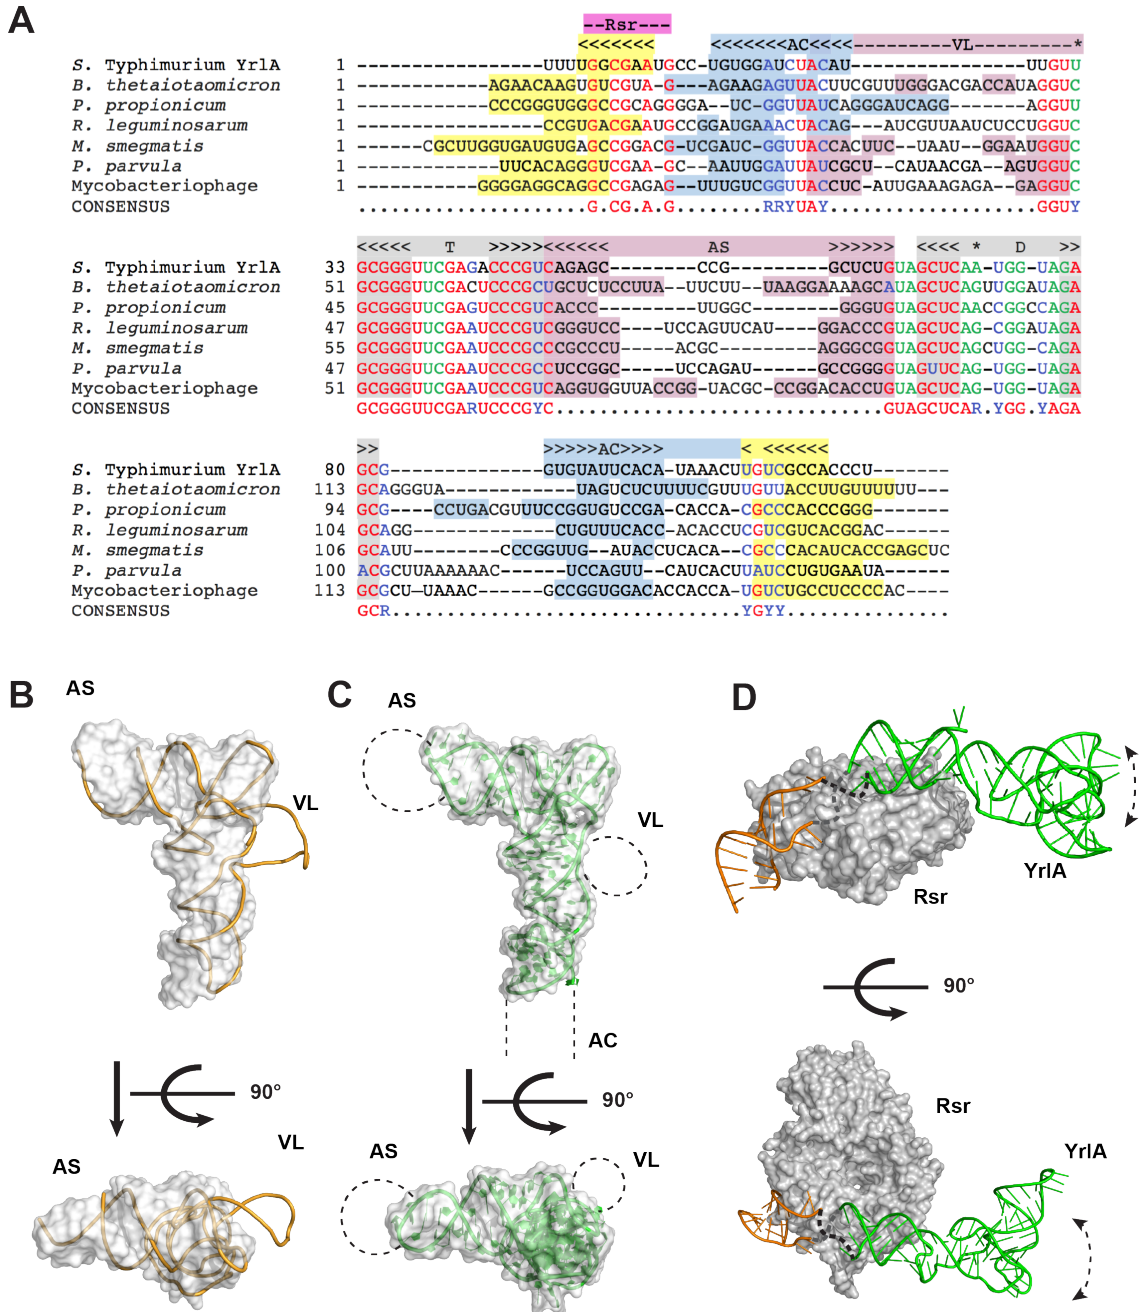 A
--Rsr---
<<<<<<< <<<<<<<AC<<<<---------VL----------*
S. Typhimurium YrlA 1 -----------------UUUUUGGCGAAUGCC-UGUGGAUCUACAU----------------UUGUU
B. thetaiotaomicron 1 ------------AGAACAAGUGUCGUA-G---AGAAGAGUUACUUCGUUUGGGACGACCAUAGGUC
P. propionicum 1 ------------CCCGGGUGGGCCGCAGGGGA--UC-GGUUAUCAGGGAUCAGG-------AGGUU
R. leguminosarum 1 -----------------CCGUGACGAAUGCCGGAUGAAACUACAG---AUCGUUAAUCUCCUGGUC
M. smegmatis 1 ------CGCUUGGUGAUGUGAGCCGGACG-UCGAUC-GGUUACCACUUC--UAAU--GGAAUGGUC
P. parvula 1 -------------UUCACAGGGUCGAA-GC--AAUUGGAUUAUCGCU--CAUAACGA--AGUGGUC
Mycobacteriophage 1 -----------GGGGAGGCAGGCCGAGAG--UUUGUCGGUUACCUC-AUUGAAAGAGA--GAGGUC
CONSENSUS .....................G.CG.A.G........RRYUAY...................GGUY
<<<<< T >>>>><<<<<< AS >>>>>> <<<< * D >>
S. Typhimurium YrlA 33 GCGGGUUCGAGACCCCGUCAGAGC--------CCG---------GCUCUGUAGCUCAA-UGG-UAGA
B. thetaiotaomicron 51 GCGGGUUCGACUCCCGCUGCUCUCCUUA--UUCUU--UAAGGAAAAGCAUAGCUCAGUUGGAUAGA
P. propionicum 45 GCGGGUUCGAGUCCCGUCACCC-------UUGGC--------GGGUGUAGCUCAACCGGCCAGA
R. leguminosarum 47 GCGGGUUCGAAUCCCGUCGGGUCC----UCCAGUUCAU----GGACCCGUAGCUCAG-CGGAUAGA
M. smegmatis 55 GCGGGUUCGAAUCCCGCCCGCCCU-----ACGC---------AGGGCGGUAGCUCAGCUGG-CAGA
P. parvula 47 GCGGGUUCGAAUCCCGCCUCCGGC-----UCCAGAU------GCCGGGGUAGUUCAG-UGG-UAGA
Mycobacteriophage 51 GCGGGUUCGAAUCCCGUCAGGUGGUUACCGG-UACGC-GCGGACACCUGUAGCUCAG-UGG-UAGA
CONSENSUS GCGGGUUCGARUCCCGYC..............................GUAGCUCAR.YGG.YAGA
>> >>>>>AC>>>> < <<<<<<
S. Typhimurium YrlA 80 GCG--------------GUGUAUUCACA-UAAACUUGUCGCCACCCU-------
B. thetaiotaomicron 113 GCAGGGUA------------UAGUCUCUUUUCGUUUGUUACCUUGUUUUUU---
P. propionicum 94 GCG----CCUGACGUUUCCGGUGUCCGA-CACCA-CGCCCACCCGGG-------
R. leguminosarum 104 GCAGG-------------CUGUUUCACC-ACACCUCGUCGUCACGGAC------
M. smegmatis 106 GCAUU---------CCCGGUUG--AUACCUCACA--CGCCCACAUCACCGAGCUC
P. parvula 100 ACGCUUAAAAAAC------UCCAGUU--CAUCACUUAUCCUGUGAAUA------
Mycobacteriophage 113 GCGCU-UAAAC------GCCGGUGGACACCACCA-UGUCUGCCUCCCCAC----
CONSENSUS GCR................................YGYY...............
B
AS
VL
90°
AS
VL
C
AS
VL
AC
90°
AS
VL
D
YrlA
Rsr
90°
Rsr
YrlA